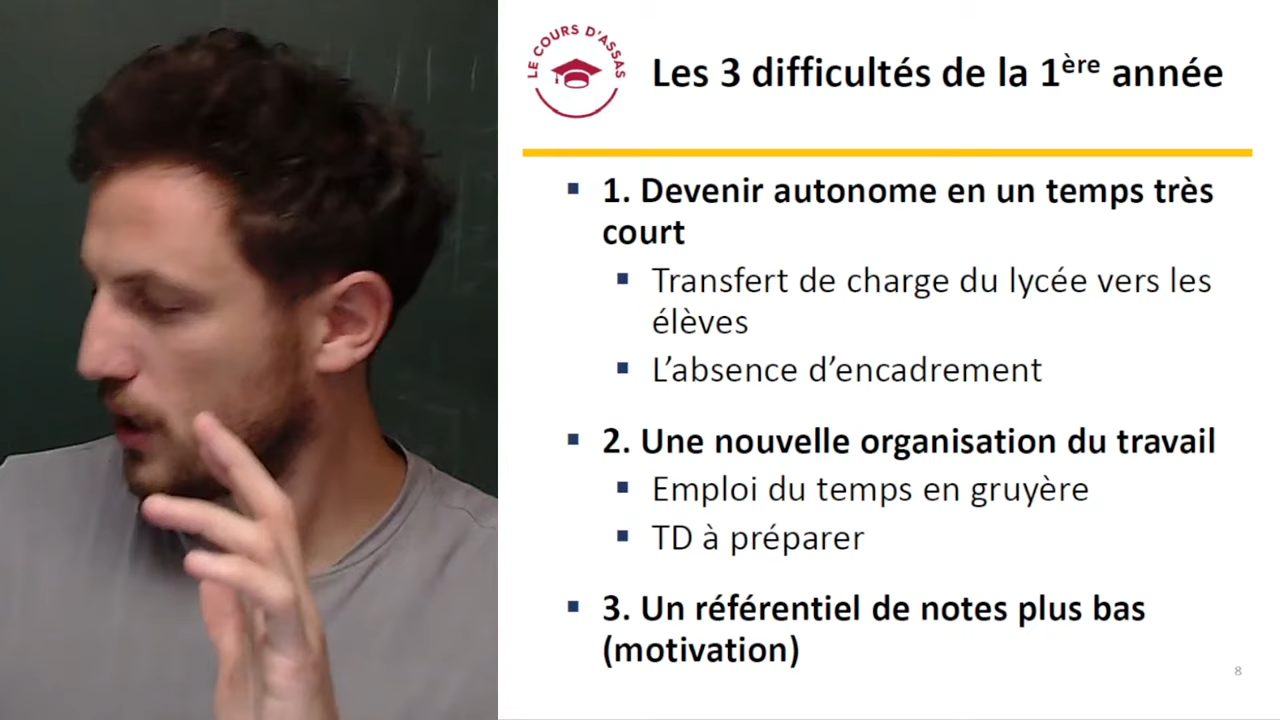 LE COURS D'ASSAS
Les 3 difficultés de la 1ère année
▪ 1. Devenir autonome en un temps très
court
▪ Transfert de charge du lycée vers les
élèves
▪ L’absence d’encadrement
▪ 2. Une nouvelle organisation du travail
▪ Emploi du temps en gruyère
▪ TD à préparer
▪ 3. Un référentiel de notes plus bas
(motivation)
8